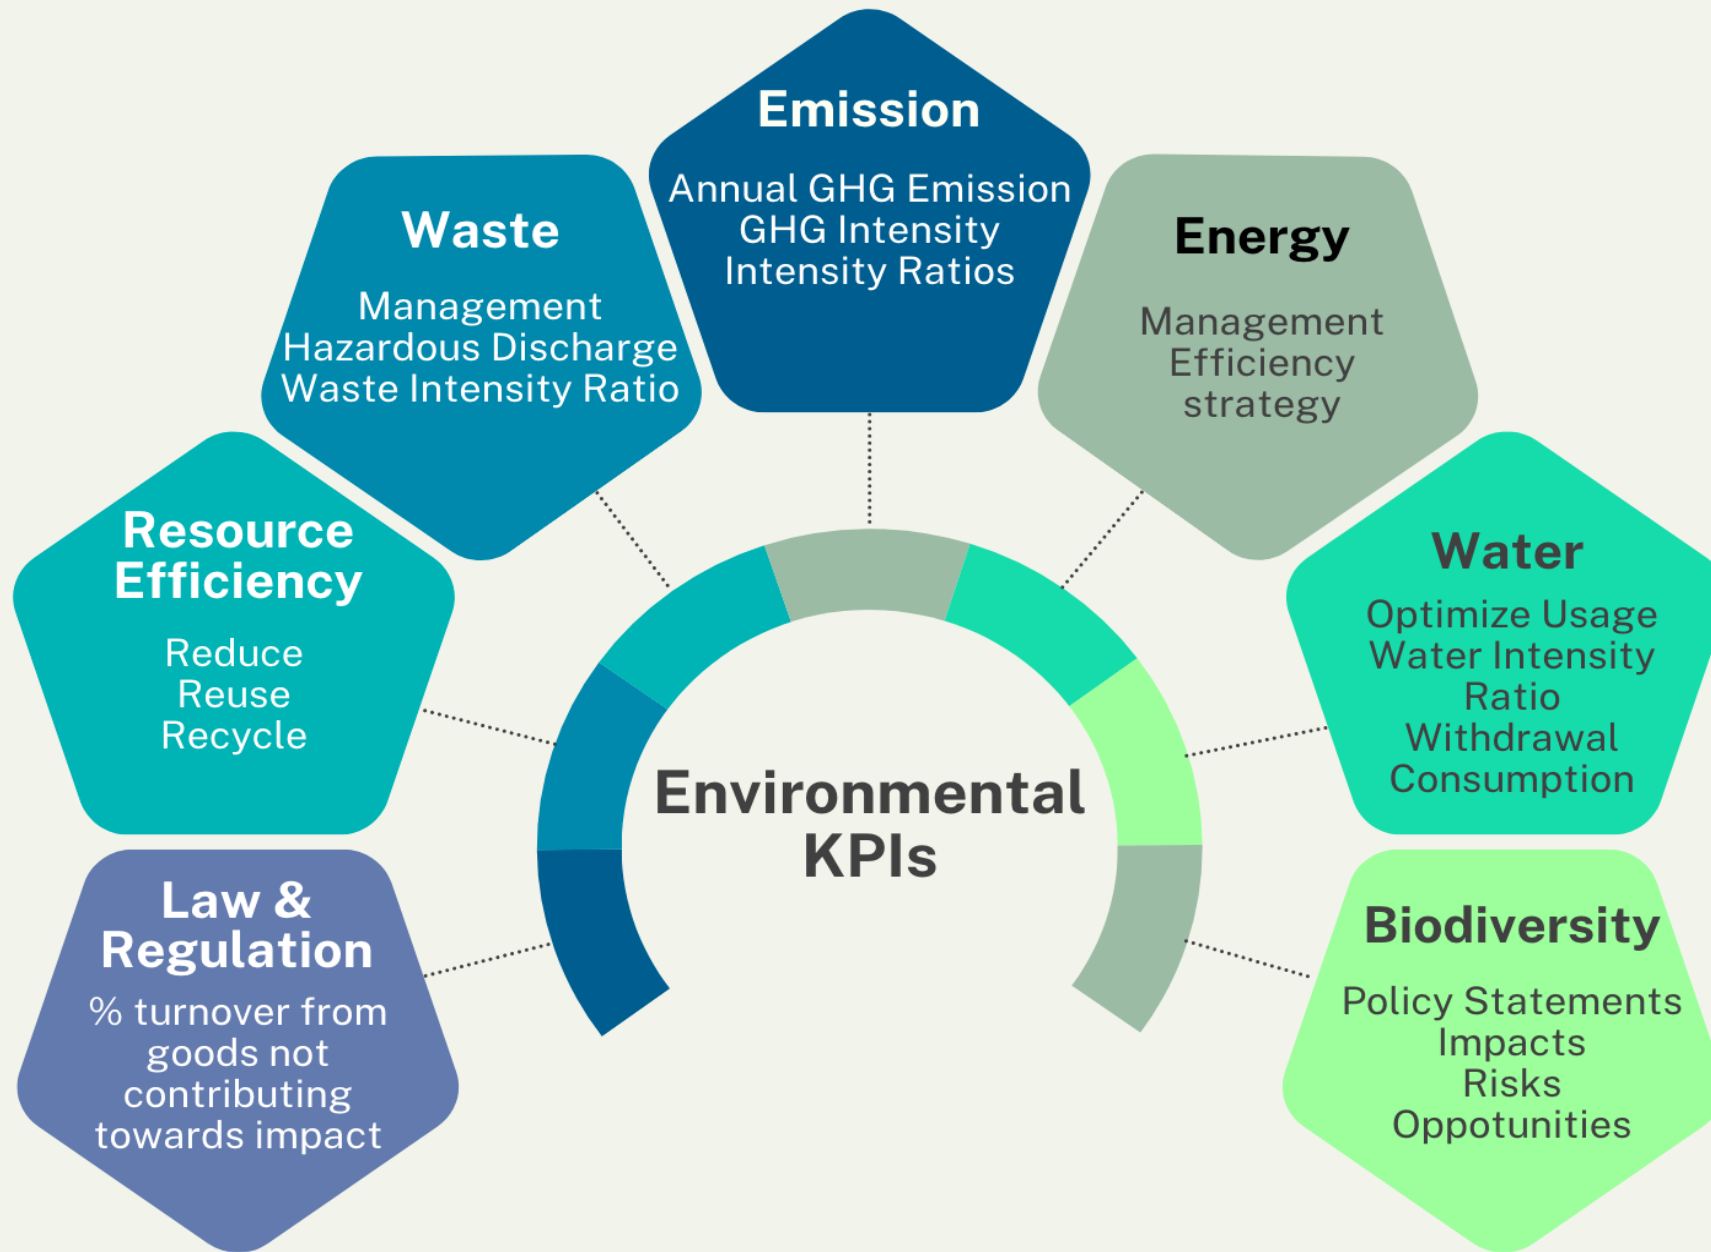 Emission
Annual GHG Emission
GHG Intensity
Intensity Ratios
Waste
Management
Hazardous Discharge
Waste Intensity Ratio
Energy
Management
Efficiency
strategy
Resource
Efficiency
Reduce
Reuse
Recycle
Water
Optimize Usage
Water Intensity
Ratio
Withdrawal
Consumption
Environmental
KPIs
Law &
Regulation
% turnover from
goods not
contributing
towards impact
Biodiversity
Policy Statements
Impacts
Risks
Oppotunities